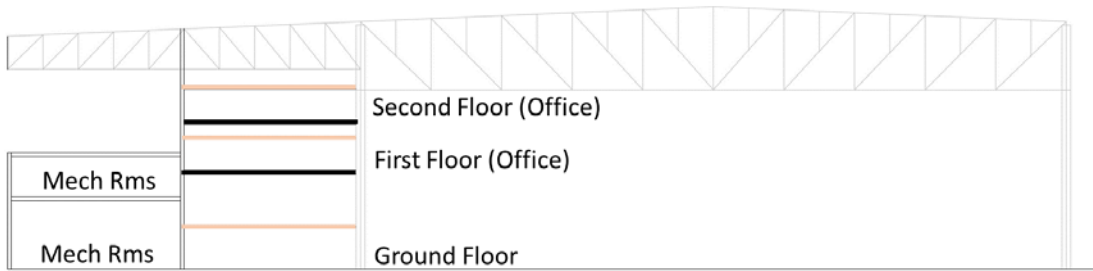 Second Floor (Office)
First Floor (Office)
Mech Rms
Mech Rms
Ground Floor